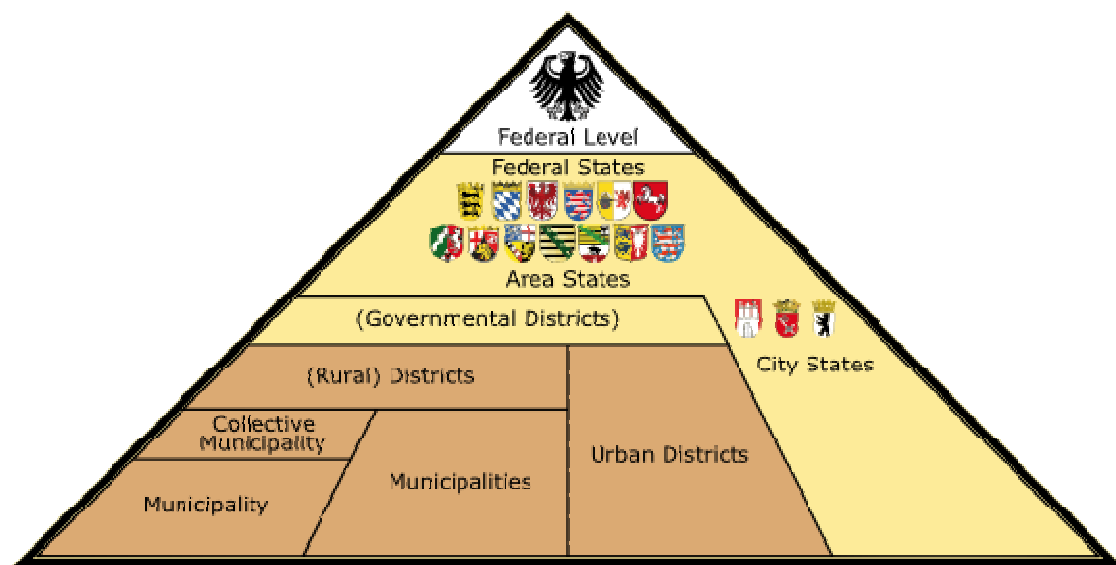 Federal Level
Federal States
Area States
(Governmental Districts)
City States
(Rural) Districts
Collective
Municipality
Urban Districts
Municipalities
Municipality